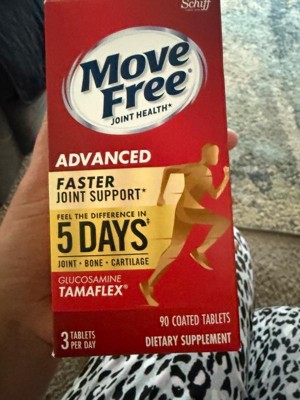 Schiff
Move
Free®
JOINT HEALTH*
ADVANCED
FASTER
JOINT SUPPORT*
FEEL THE DIFFERENCE IN
5 DAYS‡
JOINT • BONE • CARTILAGE
GLUCOSAMINE
TAMAFLEX®
3 TABLETS
PER DAY
90 COATED TABLETS
DIETARY SUPPLEMENT